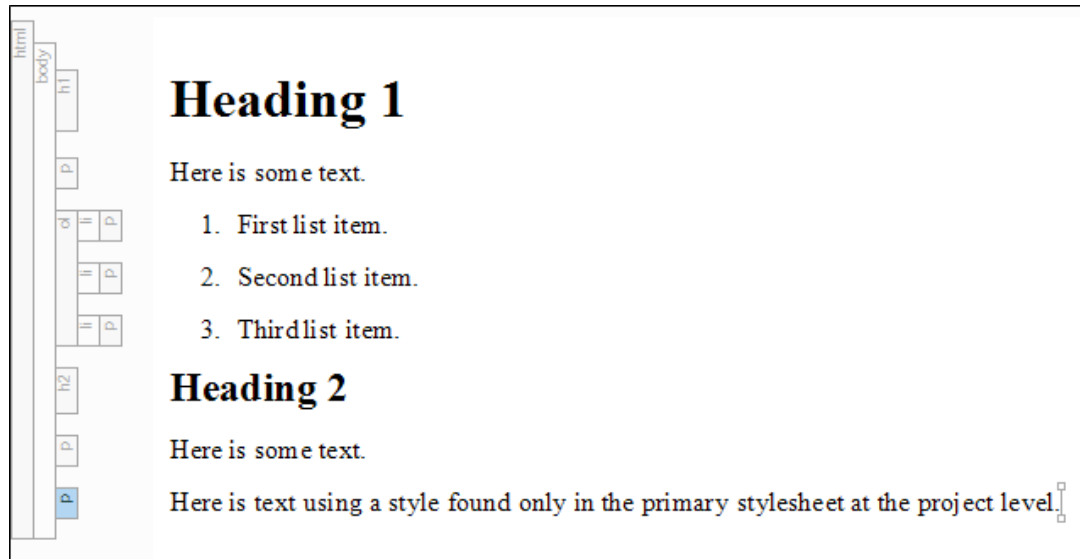 html
body
h1
Heading 1
p
Here is some text.
ol li p
1. First list item.
li p
2. Second list item.
li p
3. Third list item.
h2
Heading 2
p
Here is some text.
p
Here is text using a style found only in the primary stylesheet at the project level.